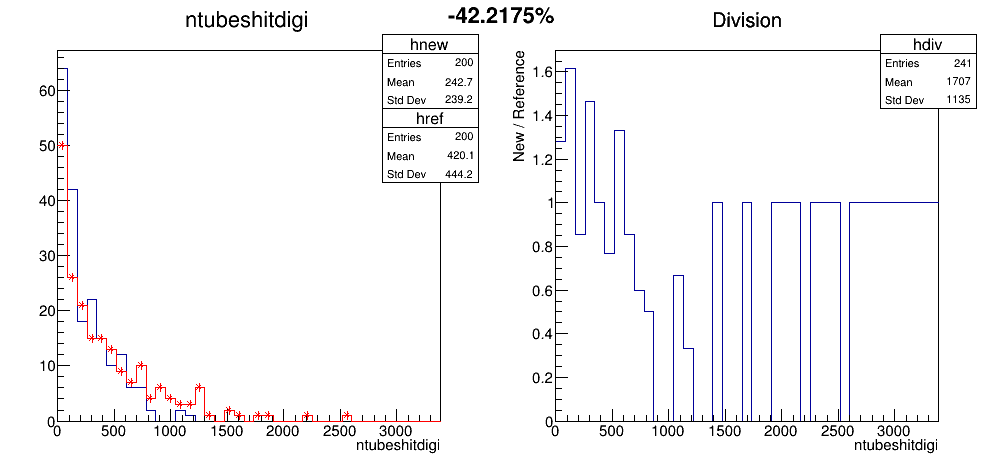 -42.2175%
ntubeshitdigi
hnew
Entries 200
Mean 242.7
Std Dev 239.2
href
Entries 200
Mean 420.1
Std Dev 444.2
60
50
40
30
20
10
0
0 500 1000 1500 2000 2500 3000
ntubeshitdigi
Division
hdiv
Entries 241
Mean 1707
Std Dev 1135
New / Reference
1.6
1.4
1.2
1
0.8
0.6
0.4
0.2
0
0 500 1000 1500 2000 2500 3000
ntubeshitdigi